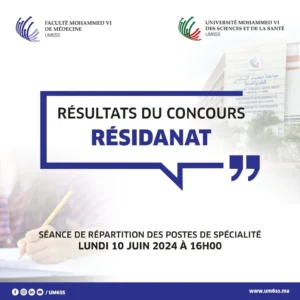 FACULTÉ MOHAMMED VI
DE MÉDECINE
UM6SS
UNIVERSITÉ MOHAMMED VI
DES SCIENCES ET DE LA SANTÉ
UM6SS
RÉSULTATS DU CONCOURS
RÉSIDANAT
SÉANCE DE RÉPARTITION DES POSTES DE SPÉCIALITÉ
LUNDI 10 JUIN 2024 À 16H00
/ UM6SS
www.um6ss.ma